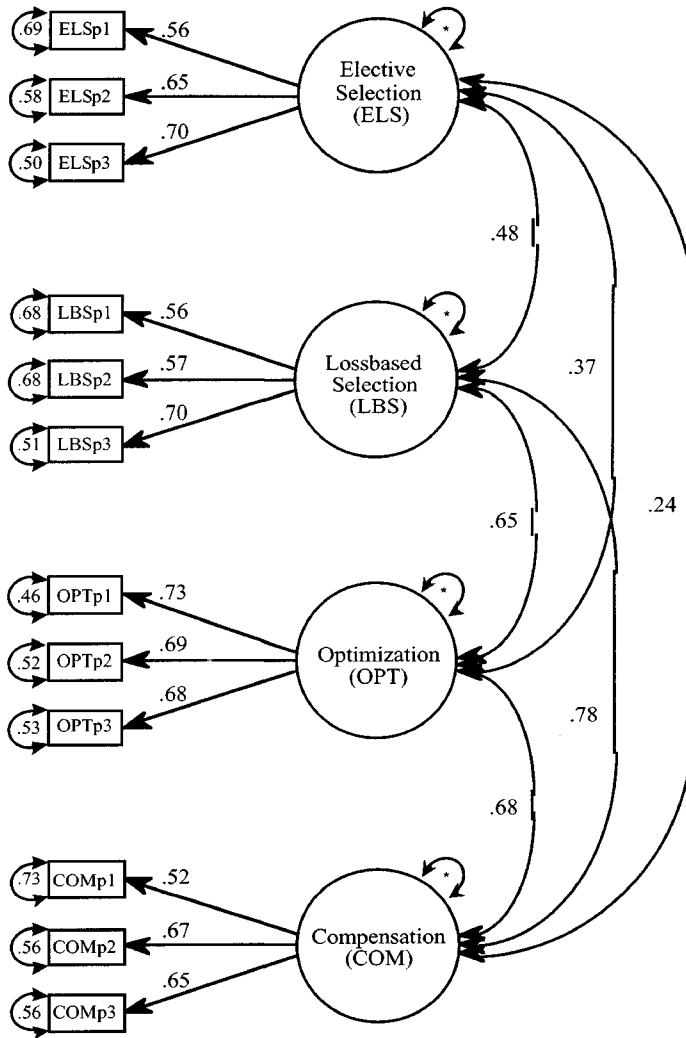 .69 ELSp1 .56
.58 ELSp2 .65
.50 ELSp3 .70
Elective
Selection
(ELS)
*
.48
.68 LBSp1 .56
.68 LBSp2 .57
.51 LBSp3 .70
Lossbased
Selection
(LBS)
*
.37
.24
.65
.46 OPTp1 .73
.52 OPTp2 .69
.53 OPTp3 .68
Optimization
(OPT)
*
.78
.68
.73 COMp1 .52
.56 COMp2 .67
.56 COMp3 .65
Compensation
(COM)
*